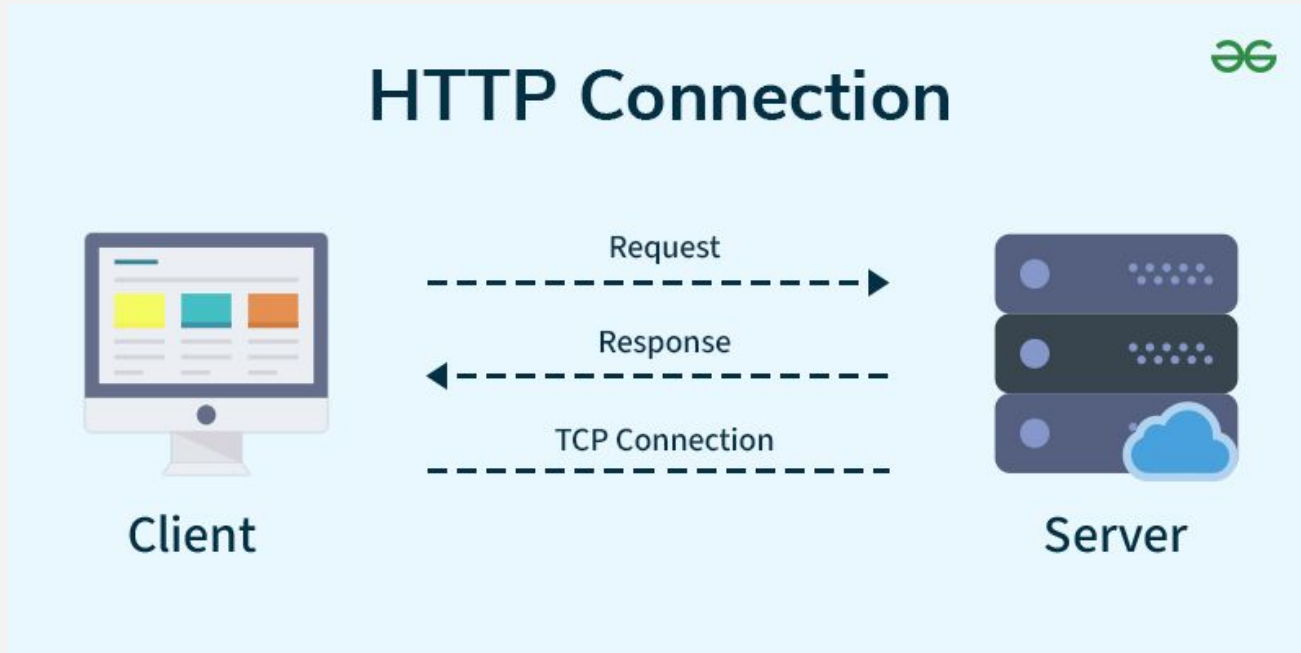 HTTP Connection
Request
Response
TCP Connection
Client
Server